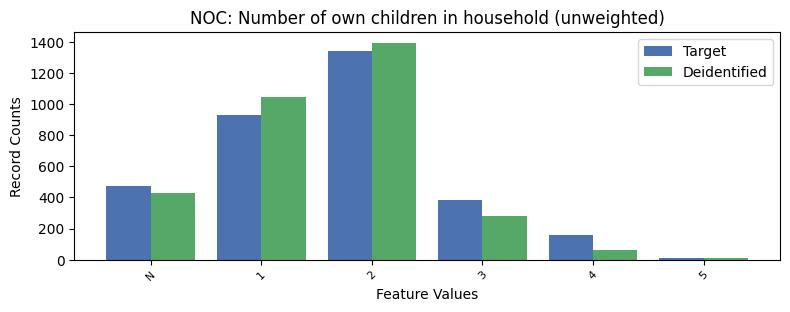 NOC: Number of own children in household (unweighted)
Target
Deidentified
Record Counts
1400
1200
1000
800
600
400
200
0
N 1 2 3 4 5
Feature Values